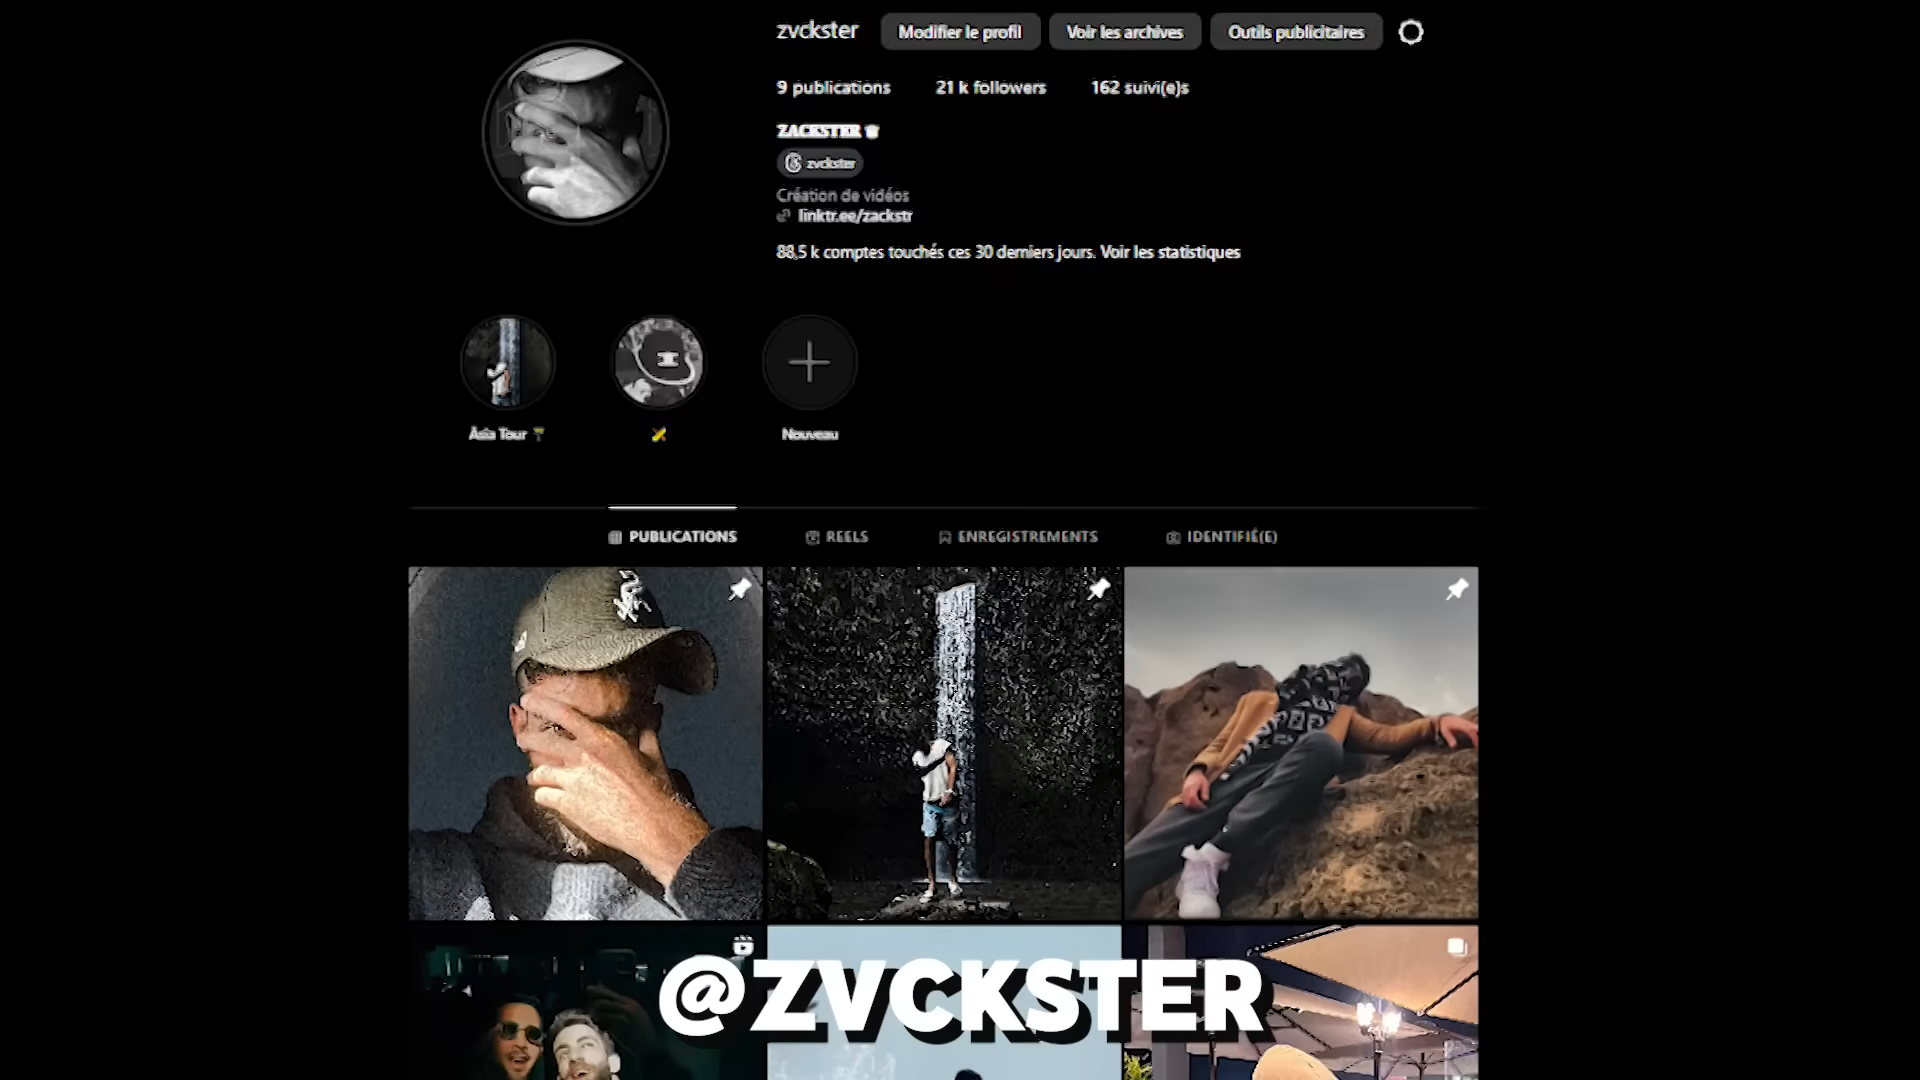 zvckster Modifier le profil Voir les archives Outils publicitaires
9 publications 21 k followers 162 suivi(e)s
ZACKSTER
zvckster
Création de vidéos
linktr.ee/zackstr
88,5 k comptes touchés ces 30 derniers jours. Voir les statistiques
Asia Tour 🌴 ⚔️ Nouveau
PUBLICATIONS REELS ENREGISTREMENTS IDENTIFIÉ(E)
@ZVCKSTER